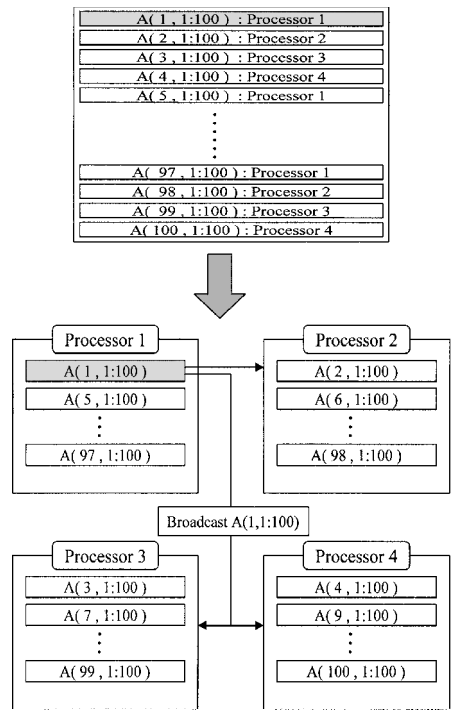 A( 1 , 1:100 ) : Processor 1
A( 2 , 1:100 ) : Processor 2
A( 3 , 1:100 ) : Processor 3
A( 4 , 1:100 ) : Processor 4
A( 5 , 1:100 ) : Processor 1
A( 97 , 1:100 ) : Processor 1
A( 98 , 1:100 ) : Processor 2
A( 99 , 1:100 ) : Processor 3
A( 100 , 1:100 ) : Processor 4
Processor 1
A( 1 , 1:100 )
A( 5 , 1:100 )
A( 97 , 1:100 )
Processor 2
A( 2 , 1:100 )
A( 6 , 1:100 )
A( 98 , 1:100 )
Broadcast A(1,1:100)
Processor 3
A( 3 , 1:100 )
A( 7 , 1:100 )
A( 99 , 1:100 )
Processor 4
A( 4 , 1:100 )
A( 9 , 1:100 )
A( 100 , 1:100 )